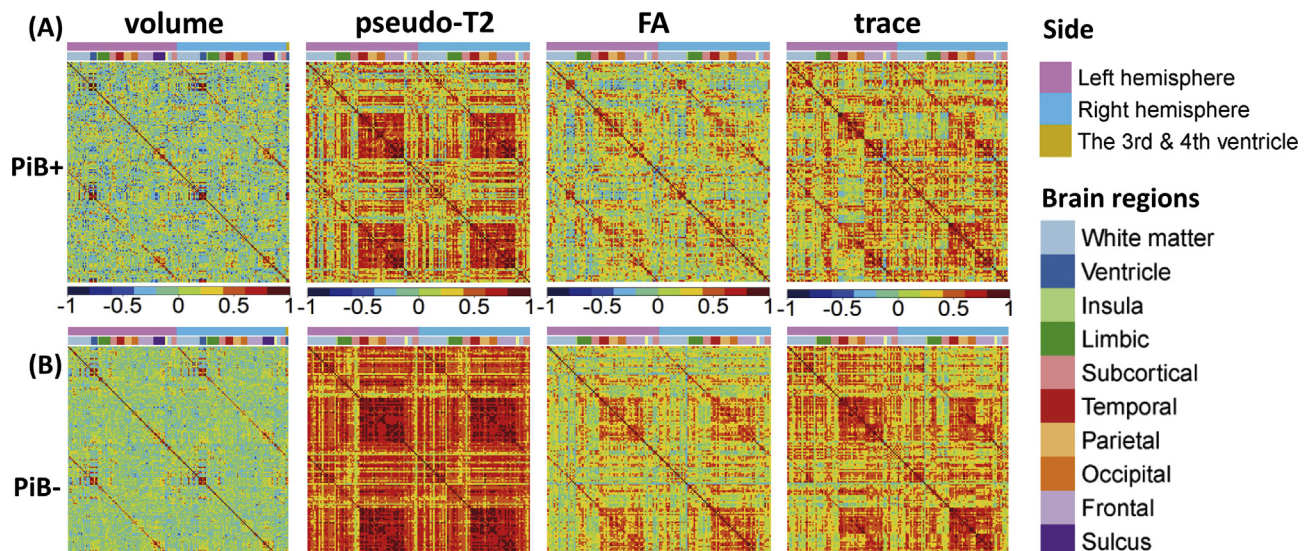 (A) volume pseudo-T2 FA trace
PiB+
-1 -0.5 0 0.5 1 -1 -0.5 0 0.5 1 -1 -0.5 0 0.5 1 -1 -0.5 0 0.5 1
(B)
PiB-
Side
Left hemisphere
Right hemisphere
The 3rd & 4th ventricle
Brain regions
White matter
Ventricle
Insula
Limbic
Subcortical
Temporal
Parietal
Occipital
Frontal
Sulcus